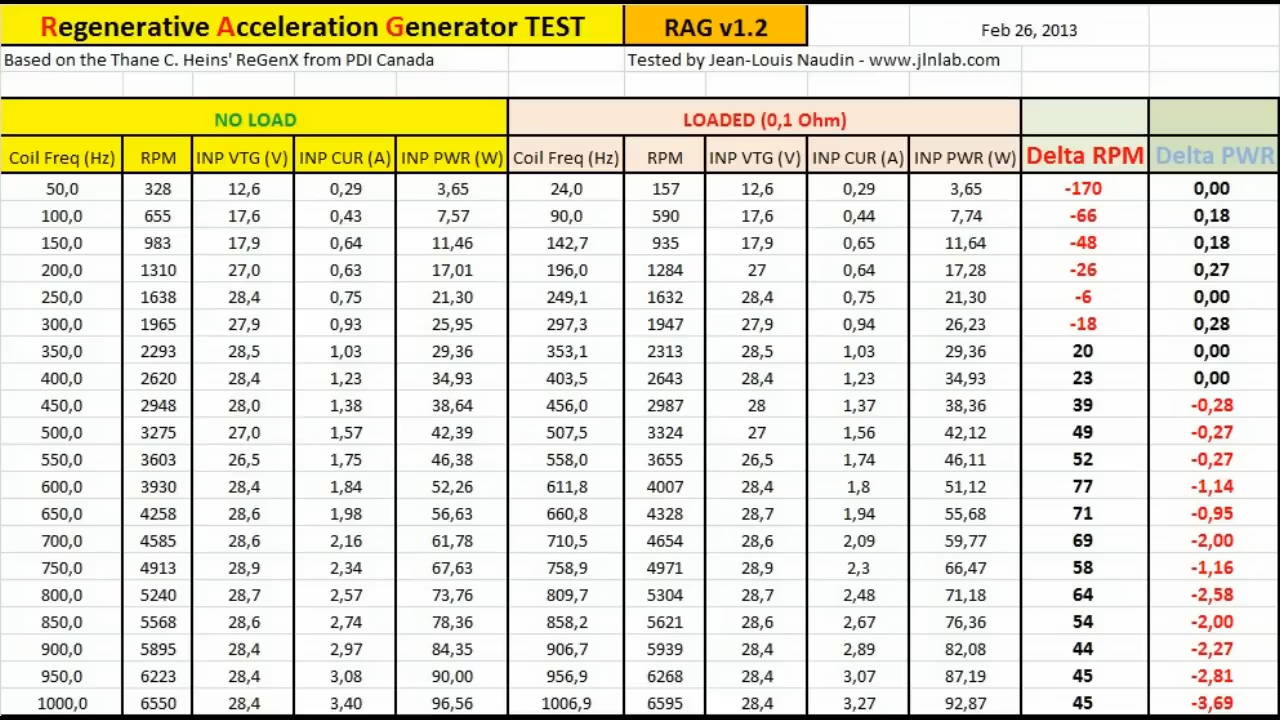 Regenerative Acceleration Generator TEST RAG v1.2 Feb 26, 2013
Based on the Thane C. Heins' ReGenX from PDI Canada Tested by Jean-Louis Naudin - www.jlnlab.com
NO LOAD LOADED (0,1 Ohm)
Coil Freq (Hz) RPM INP VTG (V) INP CUR (A) INP PWR (W) Coil Freq (Hz) RPM INP VTG (V) INP CUR (A) INP PWR (W) Delta RPM Delta PWR
50,0 328 12,6 0,29 3,65 24,0 157 12,6 0,29 3,65 -170 0,00
100,0 655 17,6 0,43 7,57 90,0 590 17,6 0,44 7,74 -66 0,18
150,0 983 17,9 0,64 11,46 142,7 935 17,9 0,65 11,64 -48 0,18
200,0 1310 27,0 0,63 17,01 196,0 1284 27 0,64 17,28 -26 0,27
250,0 1638 28,4 0,75 21,30 249,1 1632 28,4 0,75 21,30 -6 0,00
300,0 1965 27,9 0,93 25,95 297,3 1947 27,9 0,94 26,23 -18 0,28
350,0 2293 28,5 1,03 29,36 353,1 2313 28,5 1,03 29,36 20 0,00
400,0 2620 28,4 1,23 34,93 403,5 2643 28,4 1,23 34,93 23 0,00
450,0 2948 28,0 1,38 38,64 456,0 2987 28 1,37 38,36 39 -0,28
500,0 3275 27,0 1,57 42,39 507,5 3324 27 1,56 42,12 49 -0,27
550,0 3603 26,5 1,75 46,38 558,0 3655 26,5 1,74 46,11 52 -0,27
600,0 3930 28,4 1,84 52,26 611,8 4007 28,4 1,8 51,12 77 -1,14
650,0 4258 28,6 1,98 56,63 660,8 4328 28,7 1,94 55,68 71 -0,95
700,0 4585 28,6 2,16 61,78 710,5 4654 28,6 2,09 59,77 69 -2,00
750,0 4913 28,9 2,34 67,63 758,9 4971 28,9 2,3 66,47 58 -1,16
800,0 5240 28,7 2,57 73,76 809,7 5304 28,7 2,48 71,18 64 -2,58
850,0 5568 28,6 2,74 78,36 858,2 5621 28,6 2,67 76,36 54 -2,00
900,0 5895 28,4 2,97 84,35 906,7 5939 28,4 2,89 82,08 44 -2,27
950,0 6223 28,4 3,08 90,00 956,9 6268 28,4 3,07 87,19 45 -2,81
1000,0 6550 28,4 3,40 96,56 1006,9 6595 28,4 3,27 92,87 45 -3,69